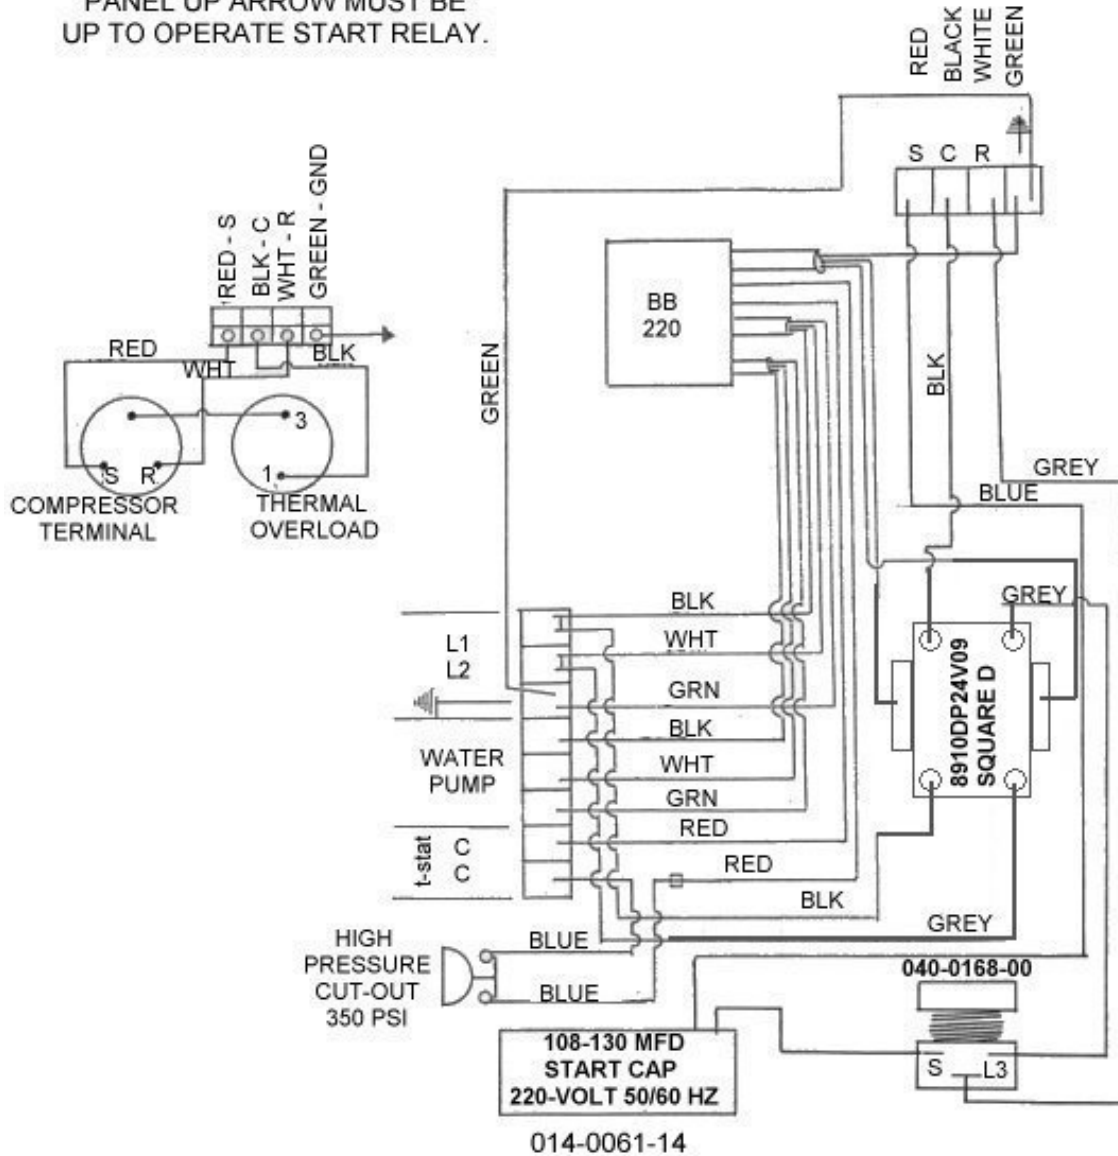 PANEL UP ARROW MUST BE
UP TO OPERATE START RELAY.
RED
BLACK
WHITE
GREEN
S C R
RED - S
BLK - C
WHT - R
GREEN - GND
RED
WHT
BLK
3
1
S R
COMPRESSOR
TERMINAL
THERMAL
OVERLOAD
BB
220
GREEN
BLK
GREY
BLUE
GREY
L1
L2
BLK
WHT
GRN
BLK
WHT
GRN
RED
RED
BLK
GREY
WATER
PUMP
t-stat
C
C
8910DP24V09
SQUARE D
HIGH
PRESSURE
CUT-OUT
350 PSI
BLUE
BLUE
040-0168-00
S L3
108-130 MFD
START CAP
220-VOLT 50/60 HZ
014-0061-14